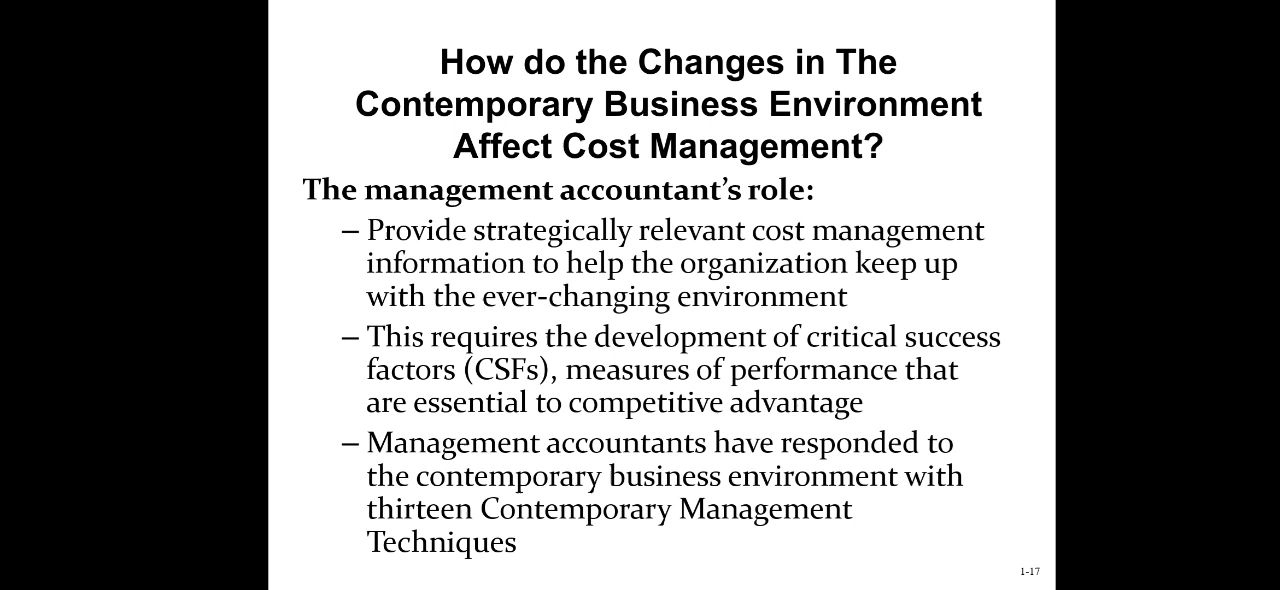 How do the Changes in The
Contemporary Business Environment
Affect Cost Management?
The management accountant’s role:
– Provide strategically relevant cost management
information to help the organization keep up
with the ever-changing environment
– This requires the development of critical success
factors (CSFs), measures of performance that
are essential to competitive advantage
– Management accountants have responded to
the contemporary business environment with
thirteen Contemporary Management
Techniques
1-17